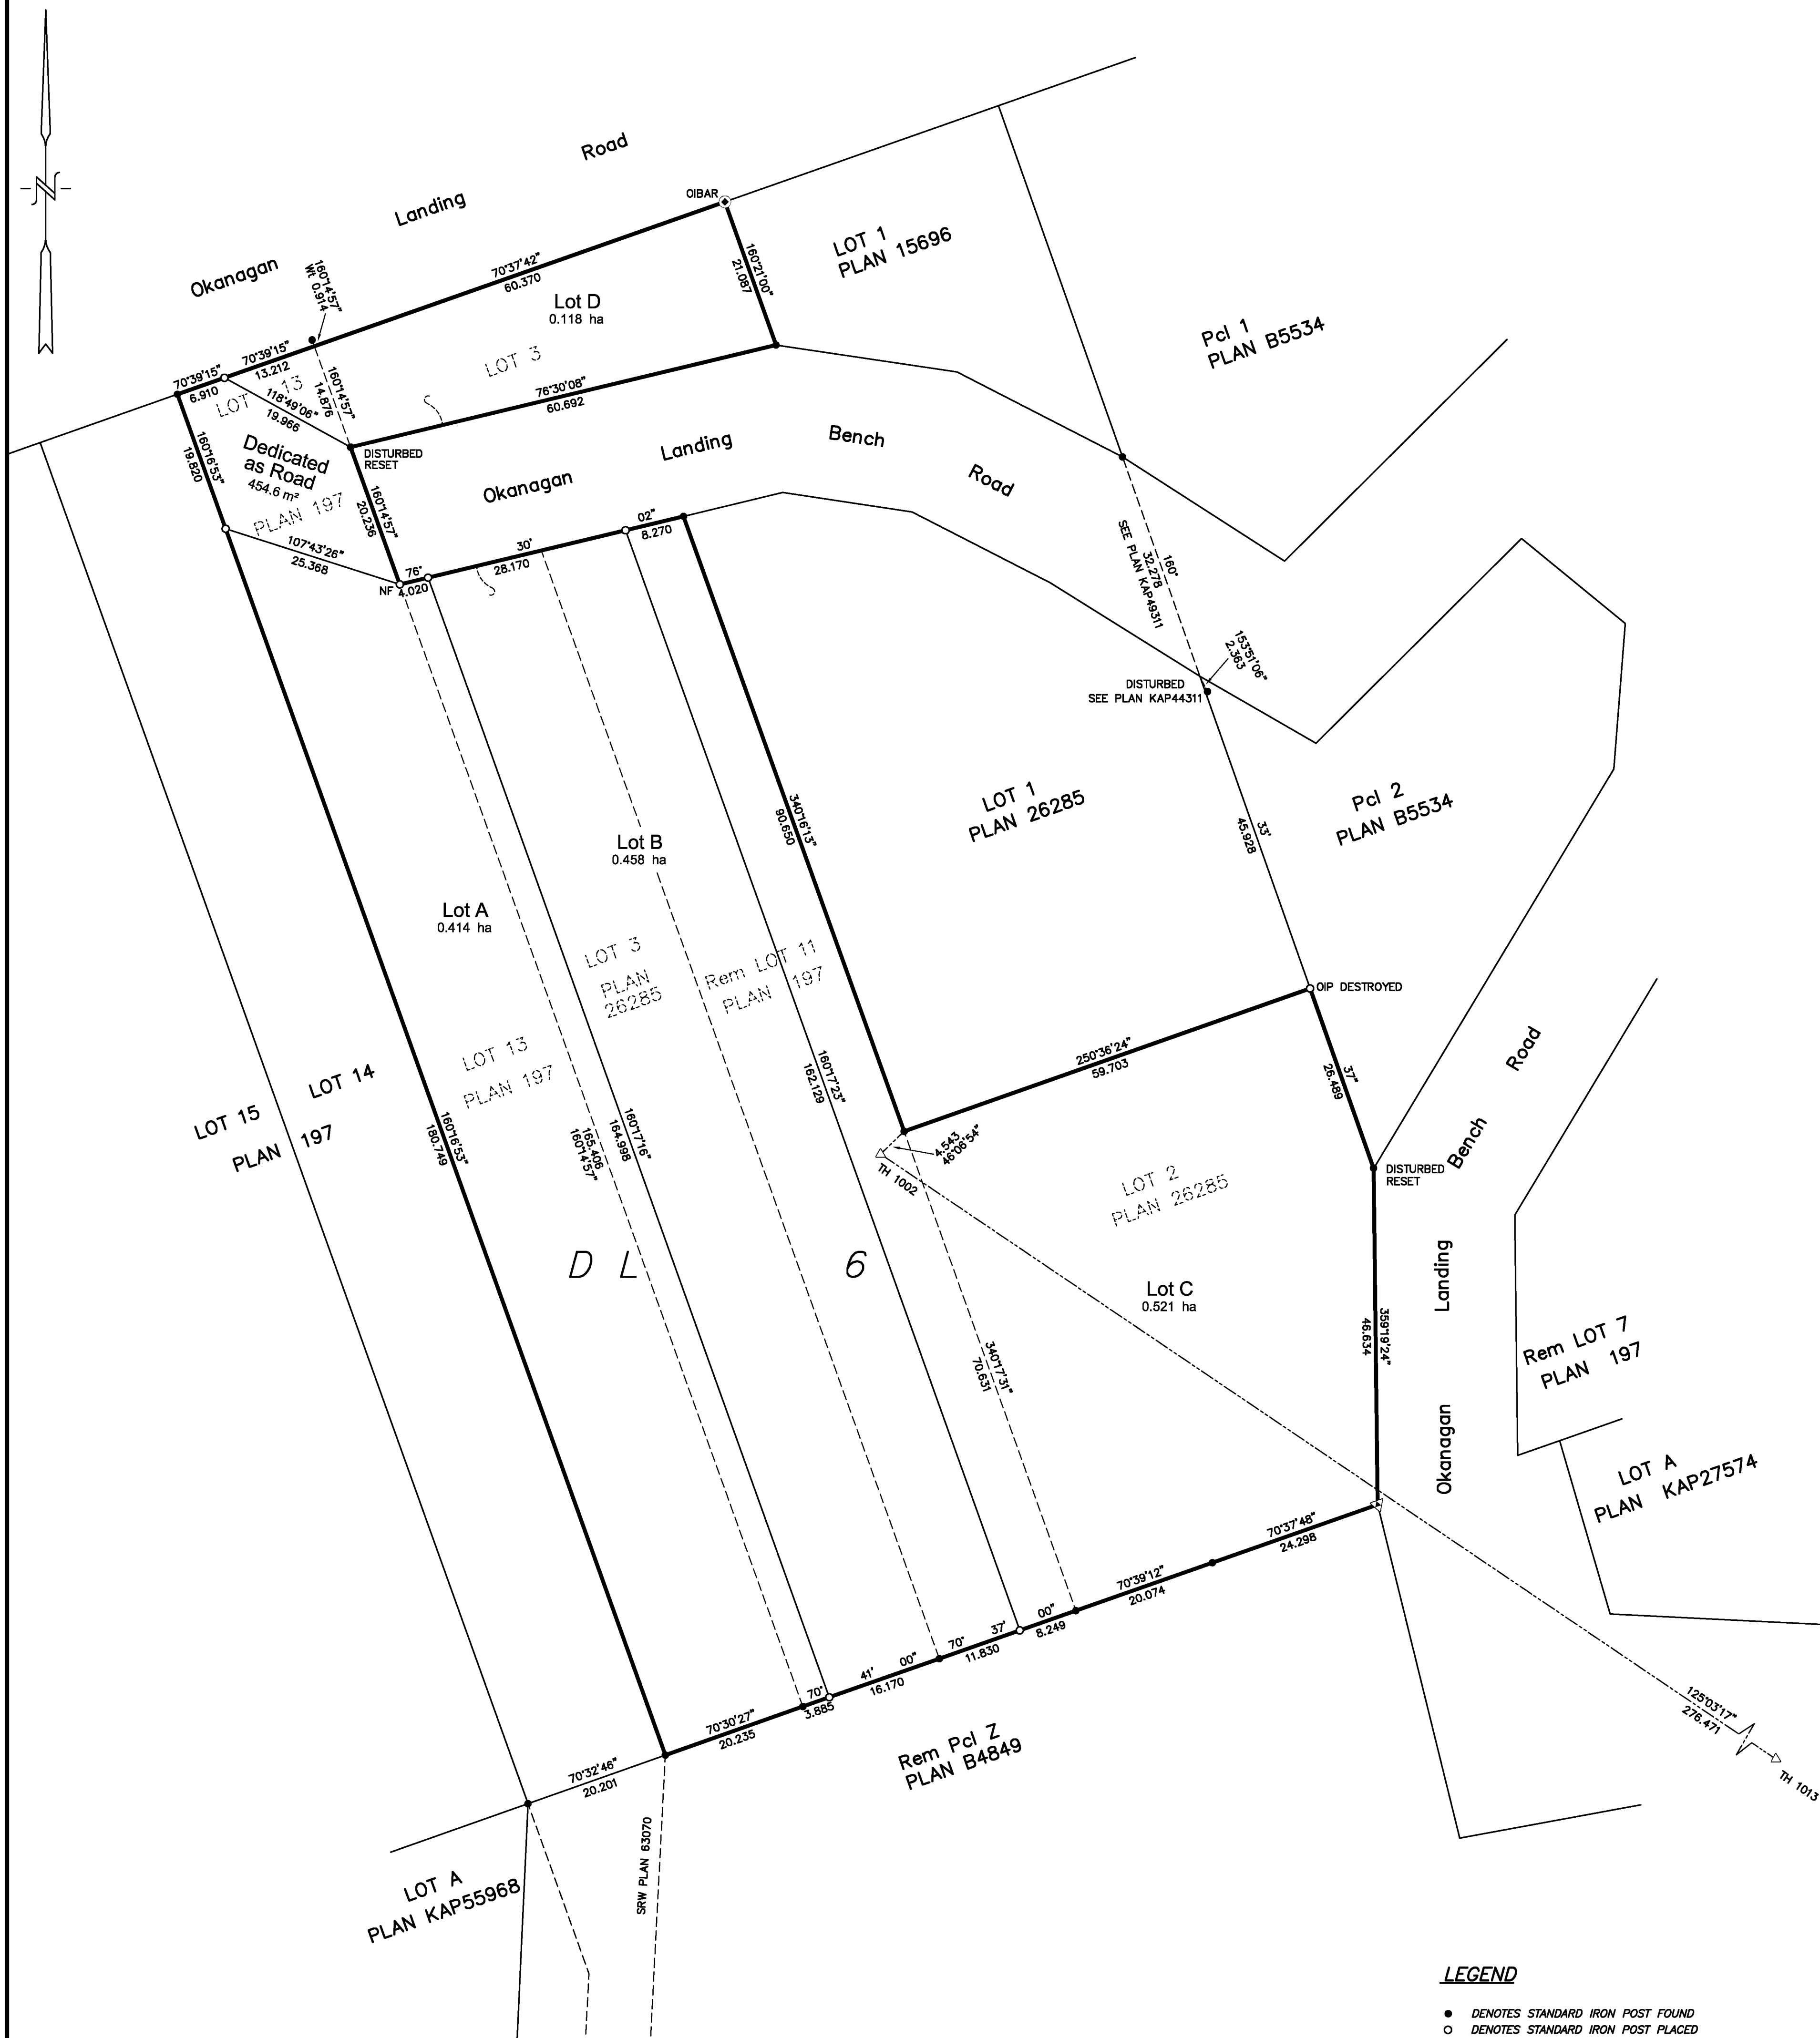 N
Okanagan
Landing
Road
OIBAR
160°14'57"
Wt 0.914
70°37'42"
60.370
160°21'00"
21.087
LOT 1
PLAN 15696
Lot D
0.118 ha
LOT 3
Pcl 1
PLAN B5534
70°39'15"
6.910
70°39'15"
13.212
LOT 13
118°49'06"
19.966
160°14'57"
14.876
76°30'08"
60.692
160°16'53"
19.820
Dedicated
as Road
454.6 m²
PLAN 197
DISTURBED
RESET
160°14'57"
20.236
Okanagan
Landing
Bench
Road
107°43'26"
25.368
NF
76° 30' 02"
4.020
28.170
8.270
SEE PLAN KAP49311
32.278
160° 33' 37"
153°51'06"
2.363
DISTURBED
SEE PLAN KAP44311
45.928
26.489
LOT 1
PLAN 26285
Pcl 2
PLAN B5534
340°16'13"
90.650
Lot B
0.458 ha
Lot A
0.414 ha
LOT 3
PLAN
26285
Rem LOT 11
PLAN 197
OIP DESTROYED
250°36'24"
59.703
LOT 13
PLAN 197
LOT 14
LOT 15
PLAN 197
160°16'53"
180.749
165.406
160°14'57"
160°17'16"
164.998
160°17'23"
162.129
4.543
46°06'54"
TH 1002
DISTURBED
RESET
LOT 2
PLAN 26285
D L 6
Lot C
0.521 ha
340°17'31"
70.631
359°19'24"
46.634
Okanagan
Landing
Bench
Road
Rem LOT 7
PLAN 197
LOT A
PLAN KAP27574
70°37'48"
24.298
70°39'12"
20.074
70° 37' 00"
11.830
8.249
70° 41' 00"
3.885
16.170
70°30'27"
20.235
70°32'46"
20.201
Rem Pcl Z
PLAN B4849
125°03'17"
276.471
TH 1013
SRW PLAN 63070
LOT A
PLAN KAP55968
LEGEND
DENOTES STANDARD IRON POST FOUND
DENOTES STANDARD IRON POST PLACED